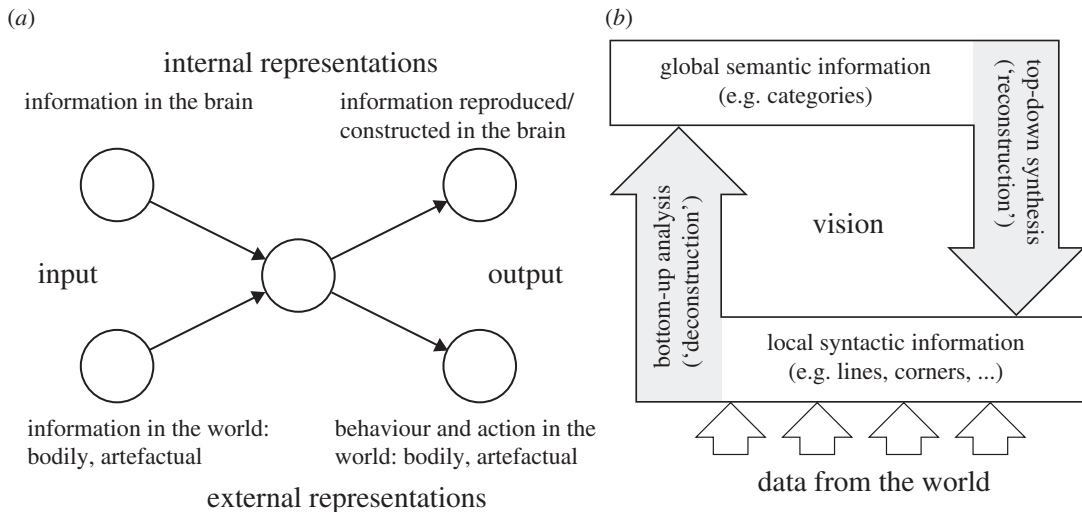 (a)
internal representations
information in the brain
information reproduced/
constructed in the brain
input
output
information in the world:
bodily, artefactual
behaviour and action in the
world: bodily, artefactual
external representations
(b)
global semantic information
(e.g. categories)
top-down synthesis
(‘reconstruction’)
vision
bottom-up analysis
(‘deconstruction’)
local syntactic information
(e.g. lines, corners, ...)
data from the world